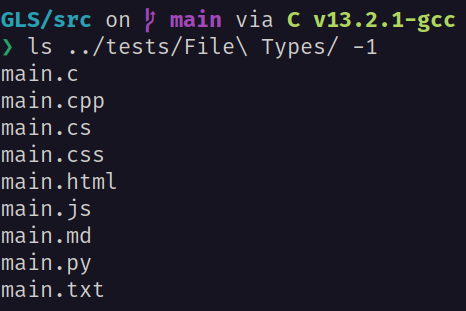 GLS/src on main via C v13.2.1-gcc
❯ ls ../tests/File\ Types/ -1
main.c
main.cpp
main.cs
main.css
main.html
main.js
main.md
main.py
main.txt